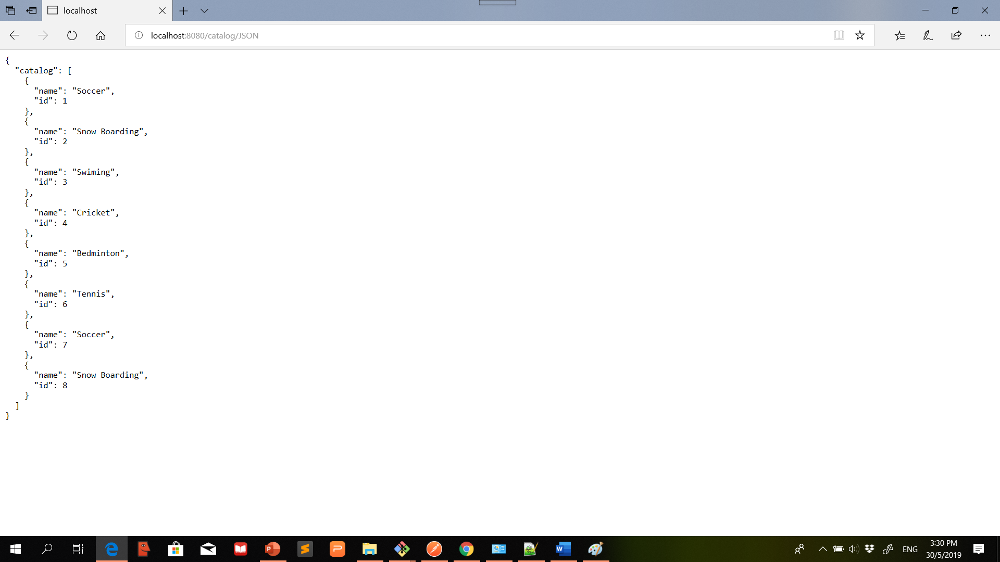 localhost
localhost:8080/catalog/JSON
{
  "catalog": [
    {
      "name": "Soccer",
      "id": 1
    },
    {
      "name": "Snow Boarding",
      "id": 2
    },
    {
      "name": "Swiming",
      "id": 3
    },
    {
      "name": "Cricket",
      "id": 4
    },
    {
      "name": "Bedminton",
      "id": 5
    },
    {
      "name": "Tennis",
      "id": 6
    },
    {
      "name": "Soccer",
      "id": 7
    },
    {
      "name": "Snow Boarding",
      "id": 8
    }
  ]
}
ENG
3:30 PM
30/5/2019